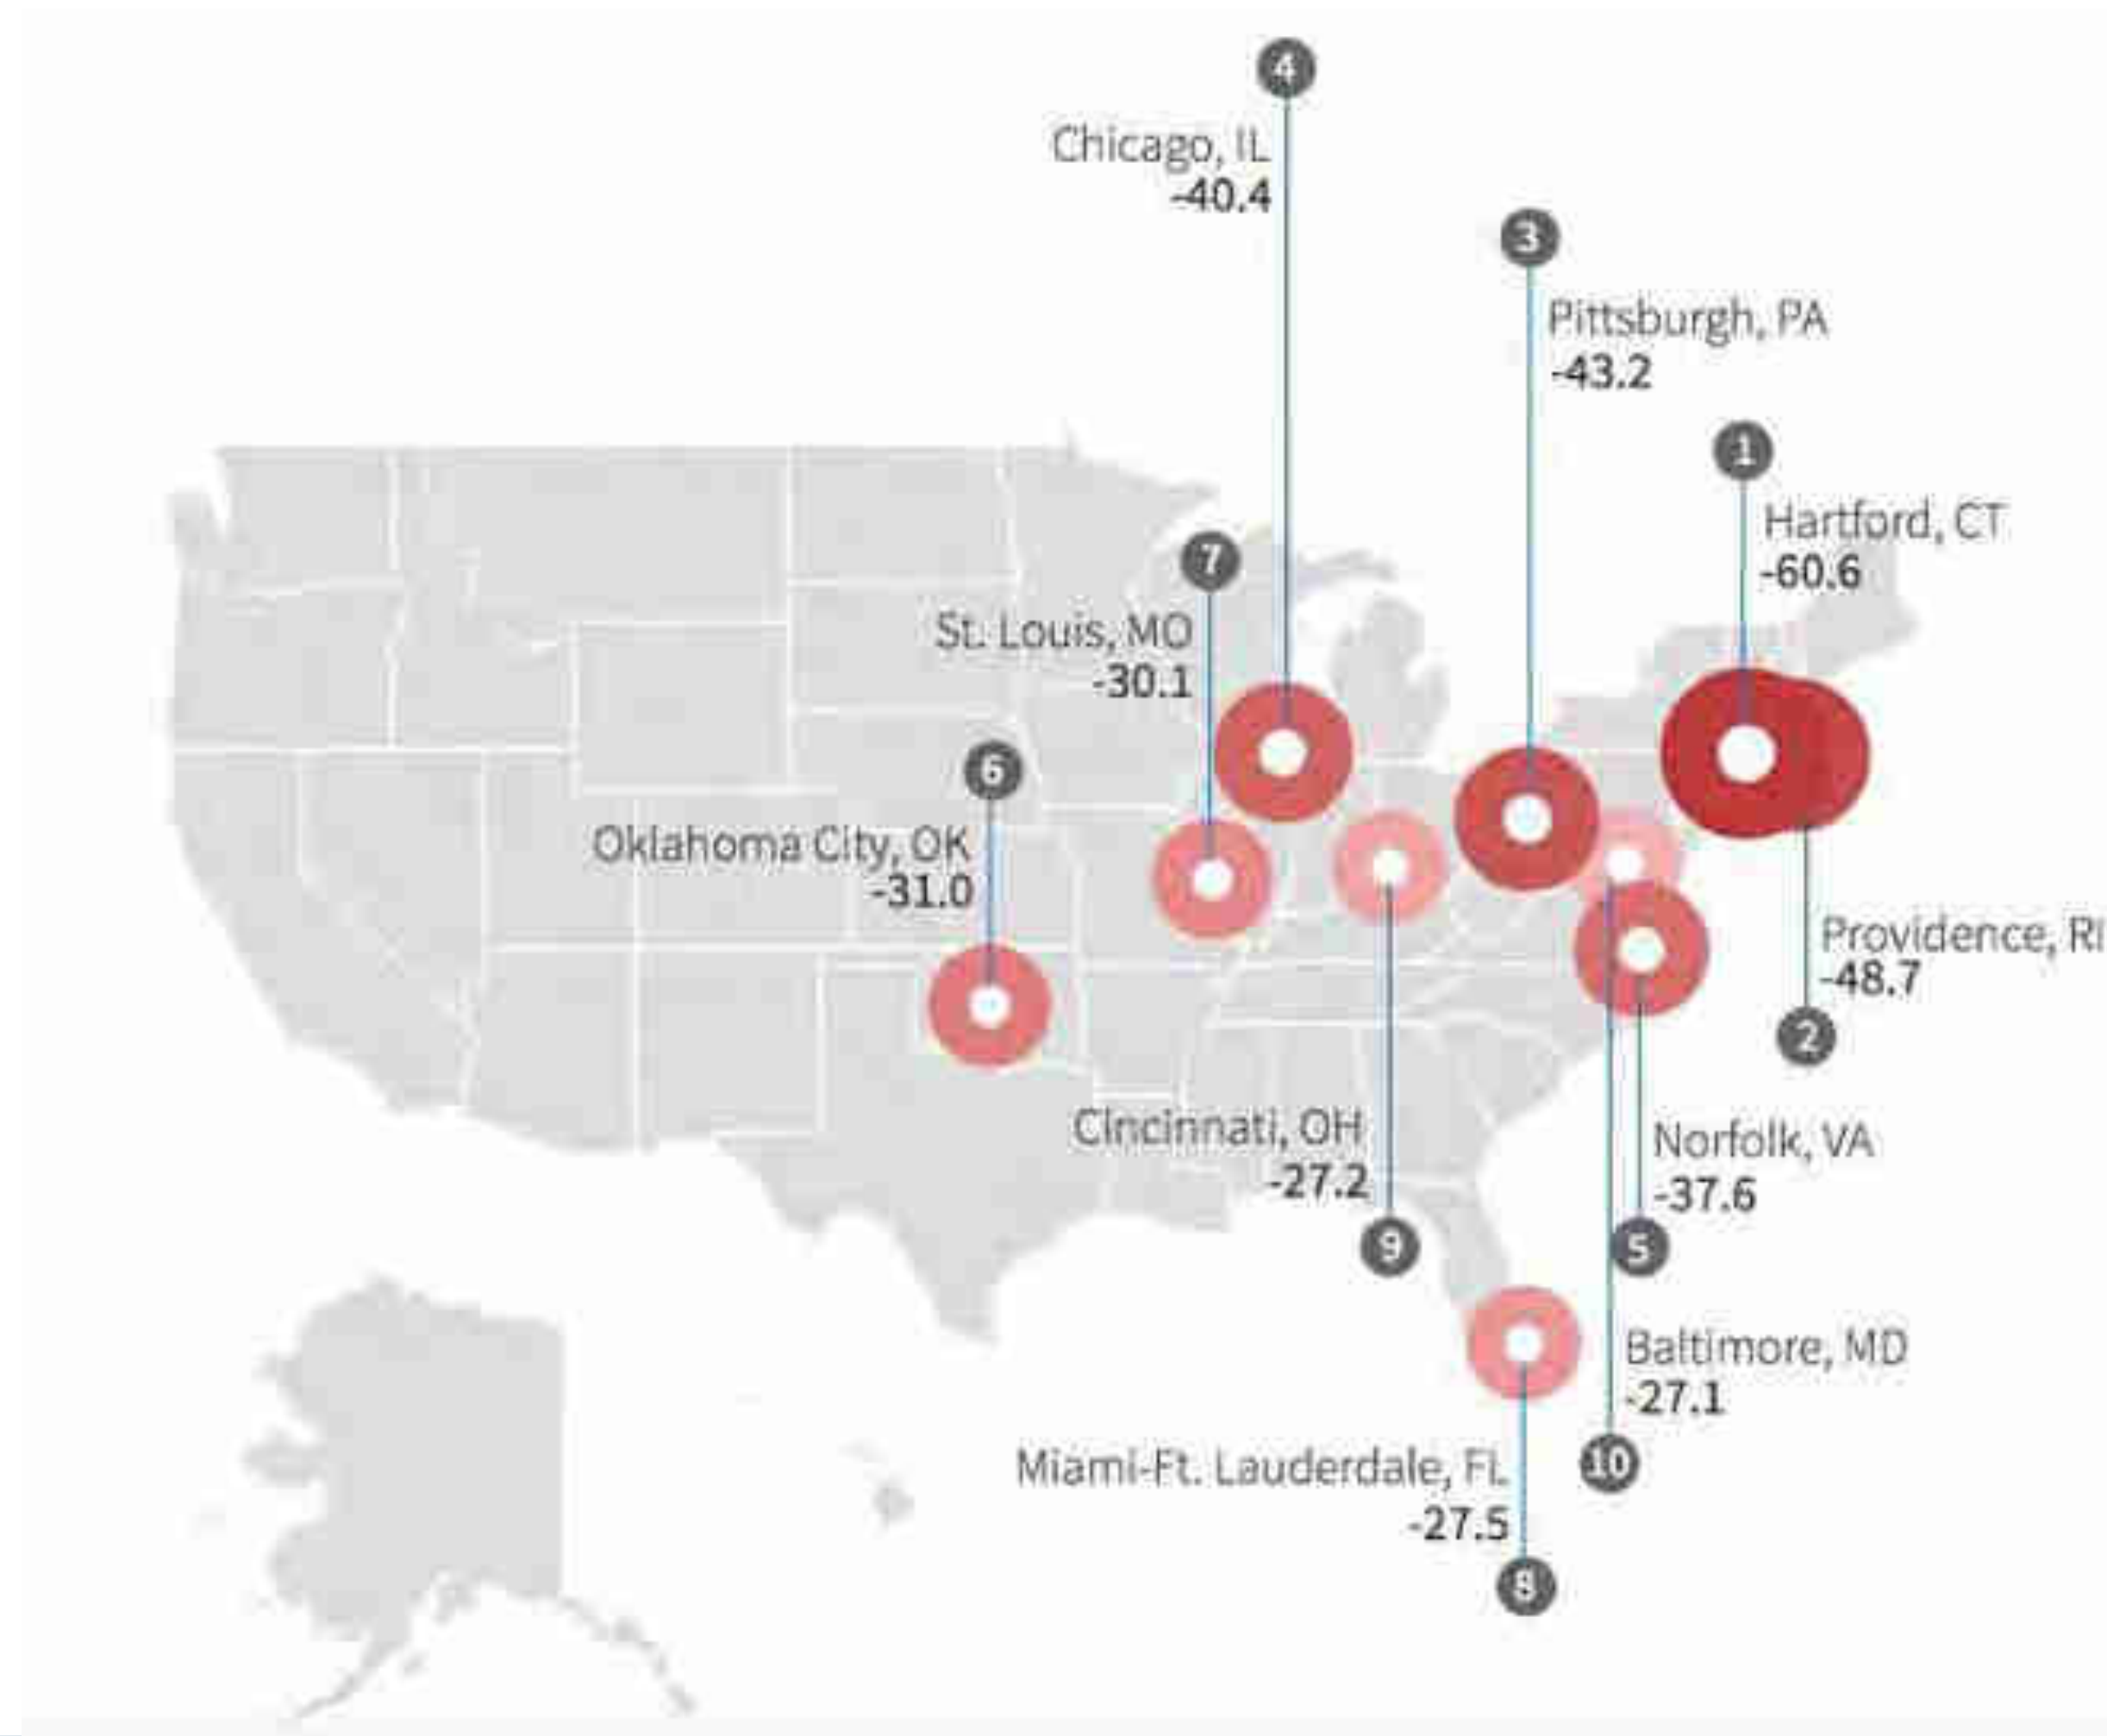 4
Chicago, IL
-40.4
3
Pittsburgh, PA
-43.2
1
Hartford, CT
-60.6
7
St. Louis, MO
-30.1
6
Oklahoma City, OK
-31.0
Providence, RI
-48.7
2
Cincinnati, OH
-27.2
9
Norfolk, VA
-37.6
5
Baltimore, MD
-27.1
10
Miami-Ft. Lauderdale, FL
-27.5
8